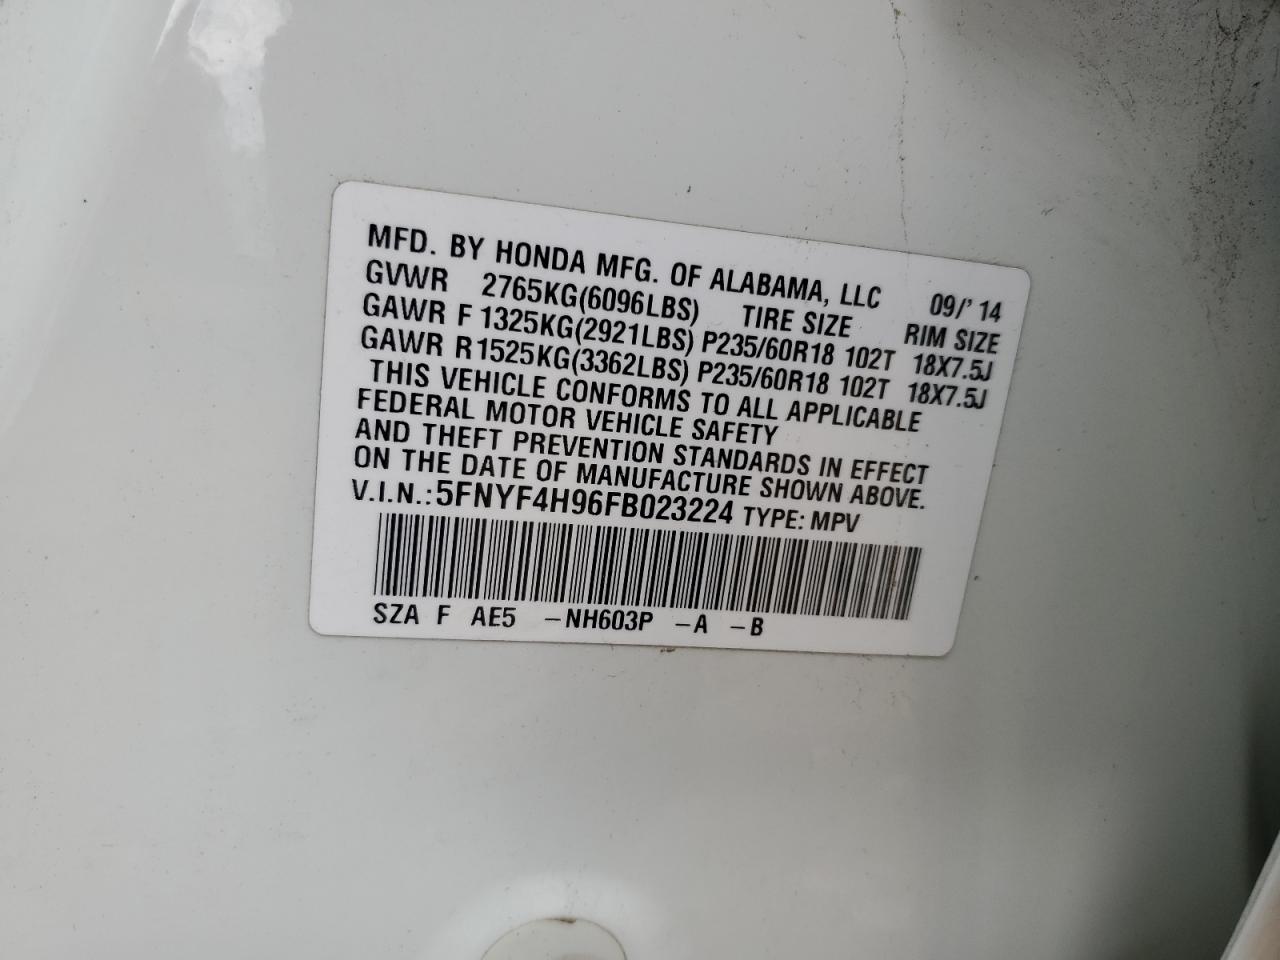 MFD. BY HONDA MFG. OF ALABAMA, LLC 09/' 14
GVWR 2765KG(6096LBS) TIRE SIZE RIM SIZE
GAWR F 1325KG(2921LBS) P235/60R18 102T 18X7.5J
GAWR R 1525KG(3362LBS) P235/60R18 102T 18X7.5J
THIS VEHICLE CONFORMS TO ALL APPLICABLE
FEDERAL MOTOR VEHICLE SAFETY
AND THEFT PREVENTION STANDARDS IN EFFECT
ON THE DATE OF MANUFACTURE SHOWN ABOVE.
V.I.N.:5FNYF4H96FB023224 TYPE: MPV
SZA F AE5 –NH603P –A –B